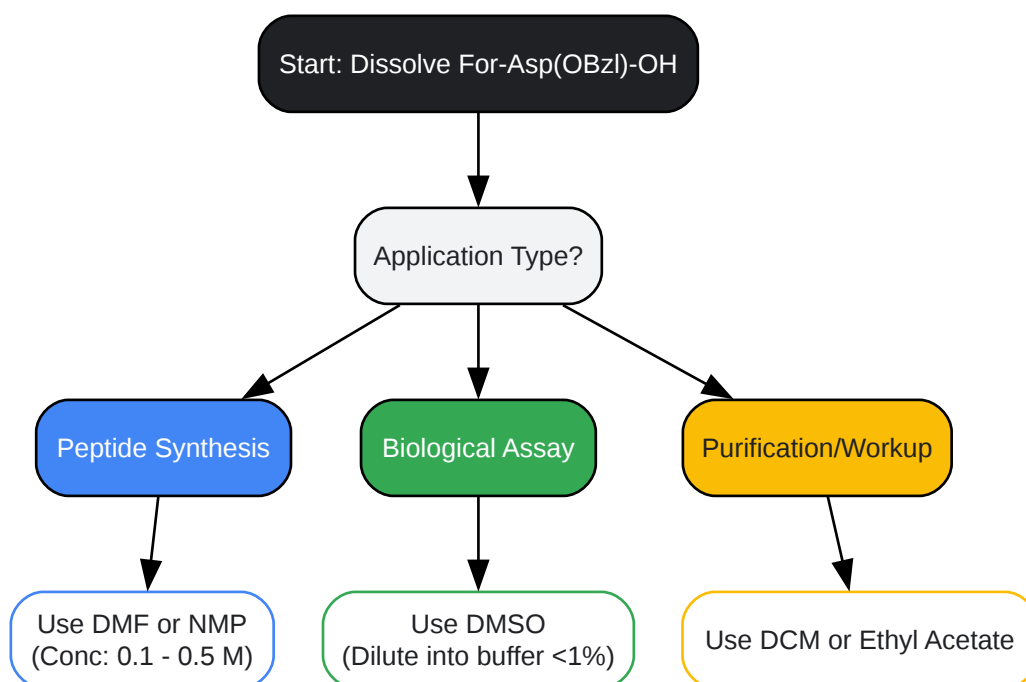 Start: Dissolve For-Asp(OBzl)-OH
Application Type?
Peptide Synthesis
Biological Assay
Purification/Workup
Use DMF or NMP
(Conc: 0.1 - 0.5 M)
Use DMSO
(Dilute into buffer <1%)
Use DCM or Ethyl Acetate